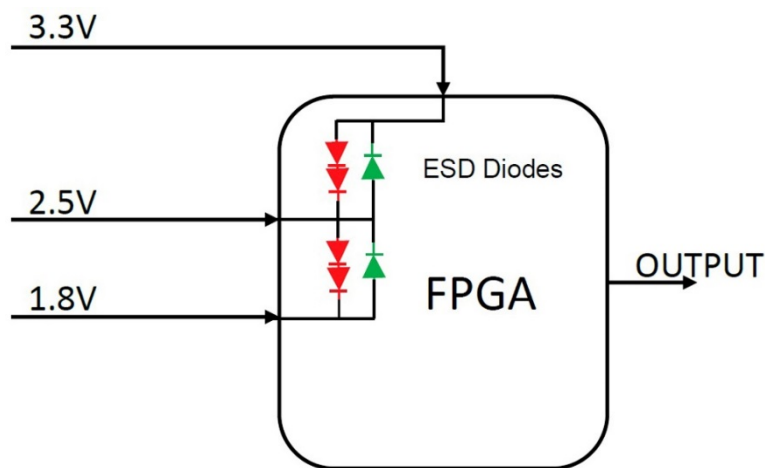 3.3V
ESD Diodes
2.5V
OUTPUT
FPGA
1.8V